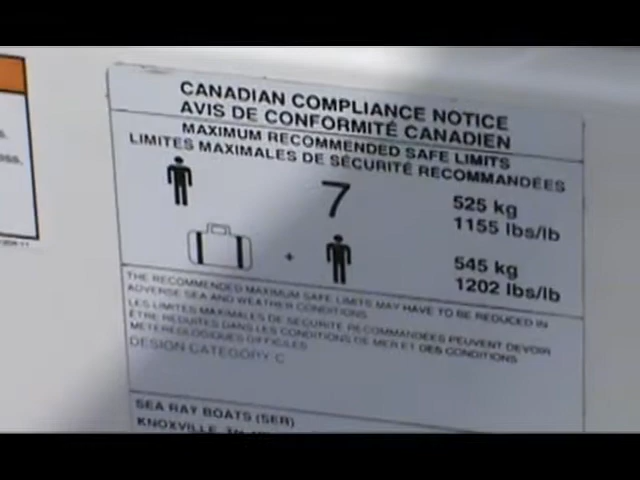 CANADIAN COMPLIANCE NOTICE
AVIS DE CONFORMITÉ CANADIEN
MAXIMUM RECOMMENDED SAFE LIMITS
LIMITES MAXIMALES DE SÉCURITÉ RECOMMANDÉES
7 525 kg
1155 lbs/lb
+ 545 kg
1202 lbs/lb
THE RECOMMENDED MAXIMUM SAFE LIMITS MAY HAVE TO BE REDUCED IN
ADVERSE SEA AND WEATHER CONDITIONS
LES LIMITES MAXIMALES DE SÉCURITÉ RECOMMANDÉES PEUVENT DEVOIR
ÊTRE RÉDUITES DANS LES CONDITIONS DE MER ET DES CONDITIONS
MÉTÉREOLOGIQUES DIFFICILES
DESIGN CATEGORY C
SEA RAY BOATS (SER)
KNOXVILLE,